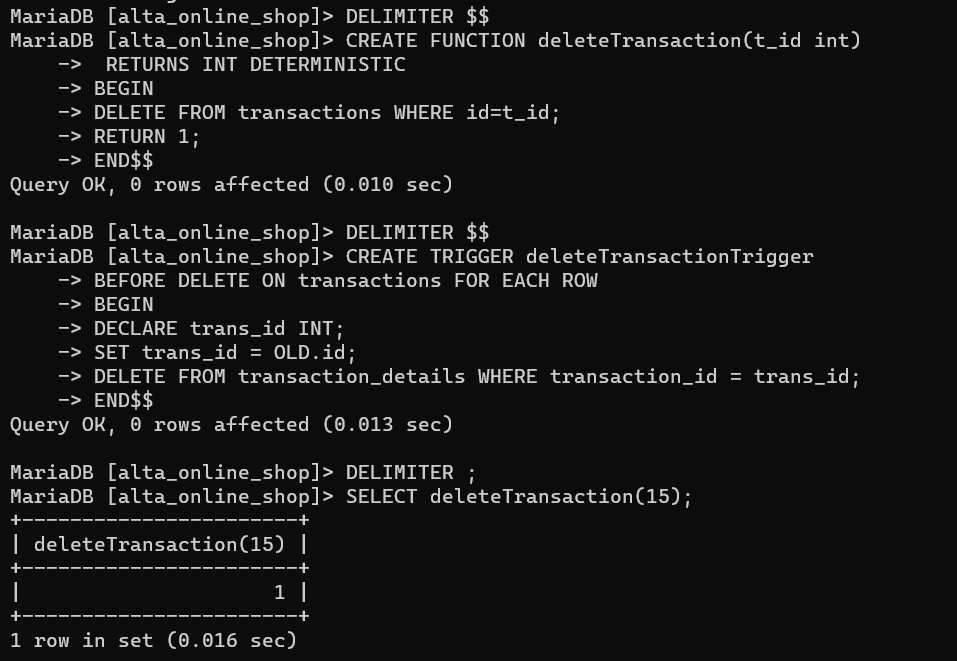 MariaDB [alta_online_shop]> DELIMITER $$
MariaDB [alta_online_shop]> CREATE FUNCTION deleteTransaction(t_id int)
    ->  RETURNS INT DETERMINISTIC
    -> BEGIN
    -> DELETE FROM transactions WHERE id=t_id;
    -> RETURN 1;
    -> END$$
Query OK, 0 rows affected (0.010 sec)

MariaDB [alta_online_shop]> DELIMITER $$
MariaDB [alta_online_shop]> CREATE TRIGGER deleteTransactionTrigger
    -> BEFORE DELETE ON transactions FOR EACH ROW
    -> BEGIN
    -> DECLARE trans_id INT;
    -> SET trans_id = OLD.id;
    -> DELETE FROM transaction_details WHERE transaction_id = trans_id;
    -> END$$
Query OK, 0 rows affected (0.013 sec)

MariaDB [alta_online_shop]> DELIMITER ;
MariaDB [alta_online_shop]> SELECT deleteTransaction(15);
+-----------------------+
| deleteTransaction(15) |
+-----------------------+
|                     1 |
+-----------------------+
1 row in set (0.016 sec)